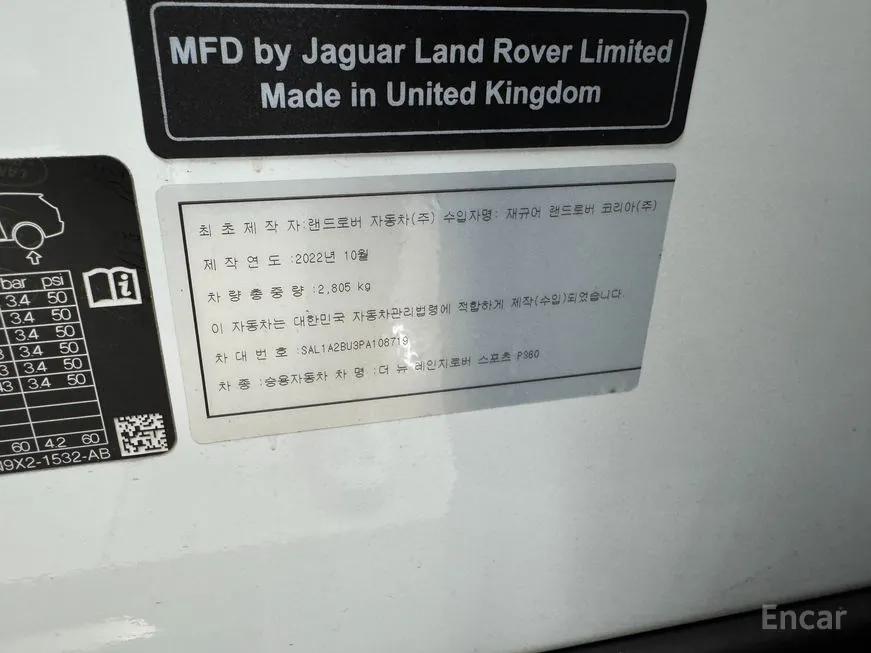 MFD by Jaguar Land Rover Limited
Made in United Kingdom
최 초 제 작 자:랜드로버 자동차(주) 수입자명: 재규어 랜드로버 코리아(주)
제 작 연 도 :2022년 10월
차 량 총 중 량 :2,805 kg
이 자동차는 대한민국 자동차관리법령에 적합하게 제작(수입)되었습니다.
차 대 번 호 :SAL1A2BU3PA108719
차 종 :승용자동차 차 명 :더 뉴 레인지로버 스포츠 P360
bar psi
3.4 50
3.4 50
3.4 50
3.4 50
3.4 50
60 4.2 60
N9X2-1532-AB
Encar